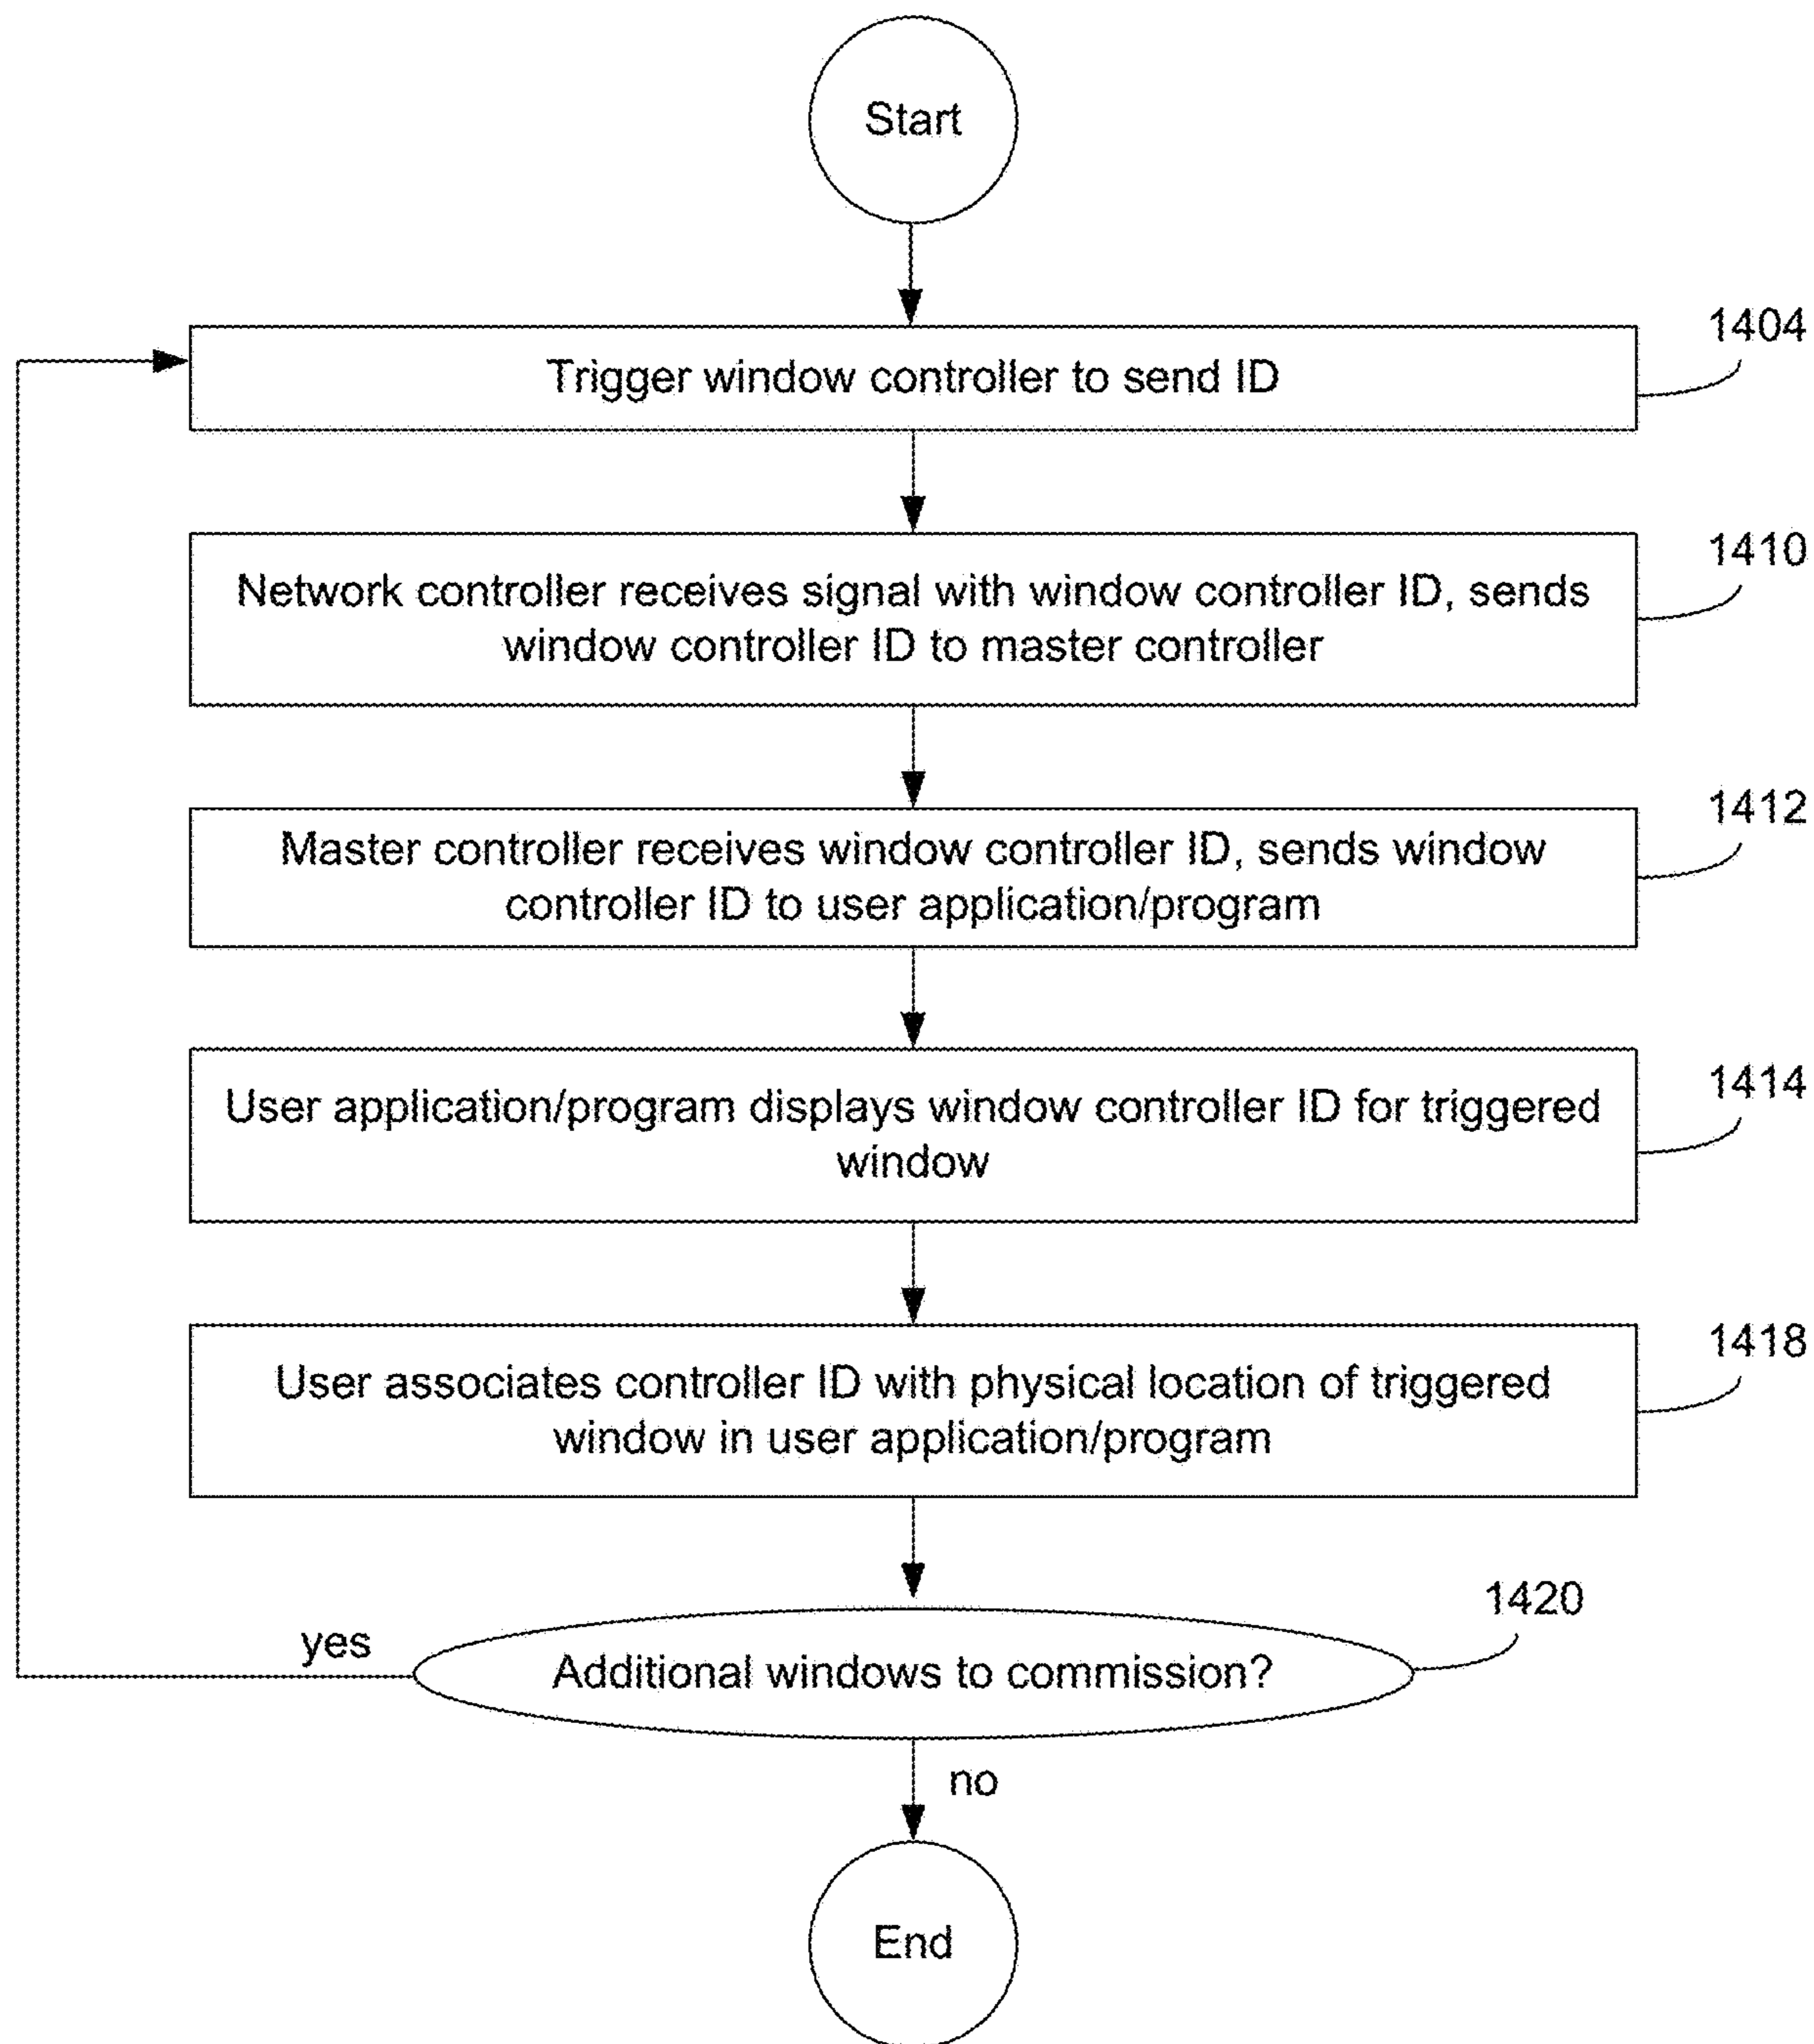 Start
1404
Trigger window controller to send ID
1410
Network controller receives signal with window controller ID, sends
window controller ID to master controller
1412
Master controller receives window controller ID, sends window
controller ID to user application/program
1414
User application/program displays window controller ID for triggered
window
1418
User associates controller ID with physical location of triggered
window in user application/program
1420
yes
Additional windows to commission?
no
End